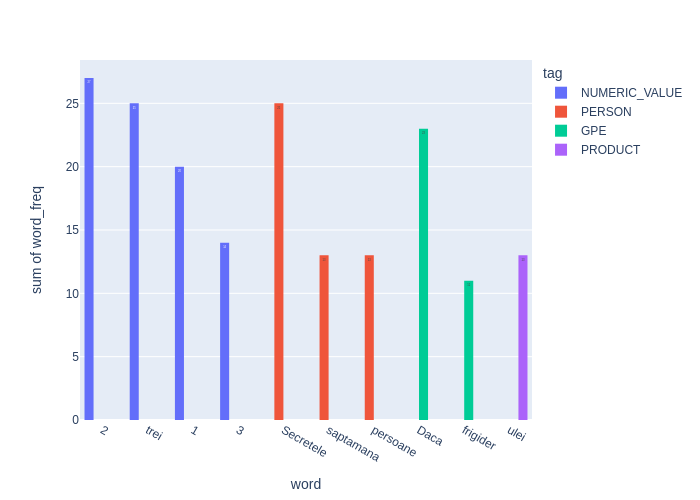 tag
NUMERIC_VALUE
PERSON
GPE
PRODUCT
sum of word_freq
25
20
15
10
5
0
2
trei
1
3
Secretele
saptamana
persoane
Daca
frigider
ulei
word